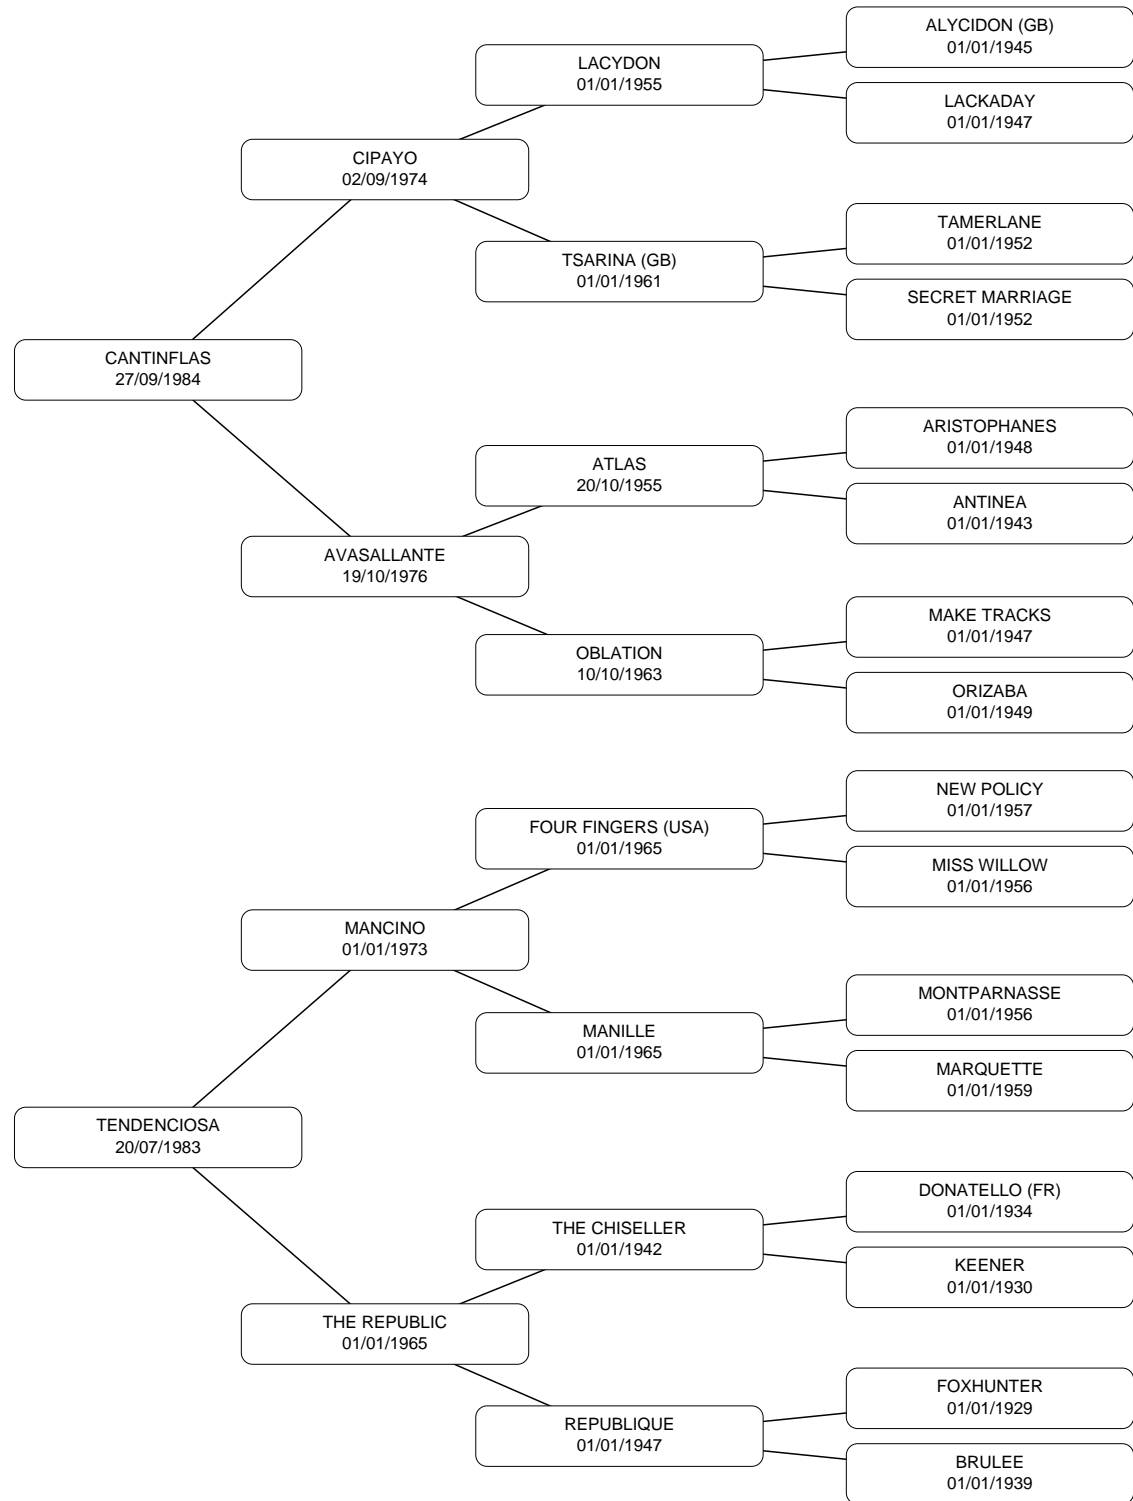 ALYCIDON (GB)
01/01/1945
LACYDON
01/01/1955
LACKADAY
01/01/1947
CIPAYO
02/09/1974
TAMERLANE
01/01/1952
TSARINA (GB)
01/01/1961
SECRET MARRIAGE
01/01/1952
CANTINFLAS
27/09/1984
ARISTOPHANES
01/01/1948
ATLAS
20/10/1955
ANTINEA
01/01/1943
AVASALLANTE
19/10/1976
MAKE TRACKS
01/01/1947
OBLATION
10/10/1963
ORIZABA
01/01/1949
NEW POLICY
01/01/1957
FOUR FINGERS (USA)
01/01/1965
MISS WILLOW
01/01/1956
MANCINO
01/01/1973
MONTPARNASSE
01/01/1956
MANILLE
01/01/1965
MARQUETTE
01/01/1959
TENDENCIOSA
20/07/1983
DONATELLO (FR)
01/01/1934
THE CHISELLER
01/01/1942
KEENER
01/01/1930
THE REPUBLIC
01/01/1965
FOXHUNTER
01/01/1929
REPUBLIQUE
01/01/1947
BRULEE
01/01/1939